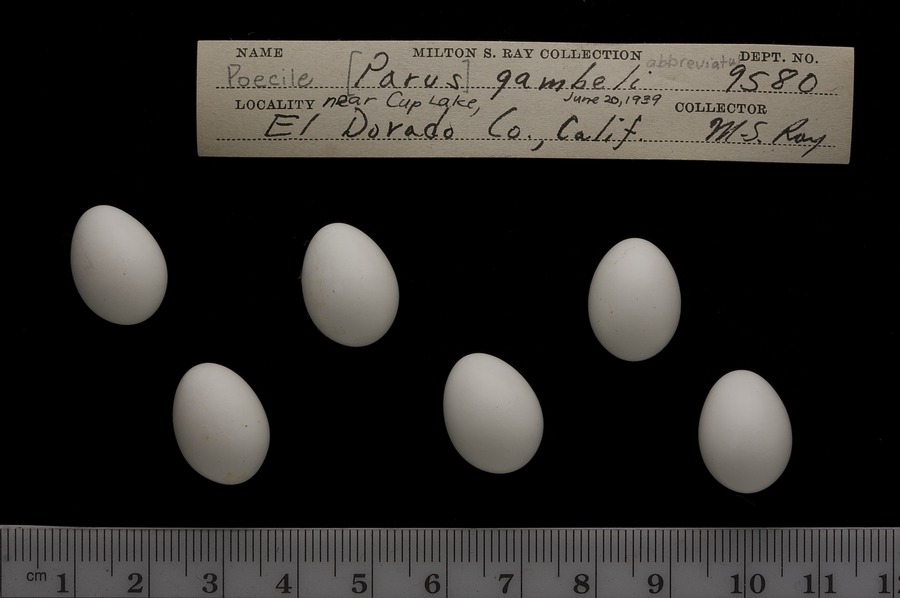 NAME MILTON S. RAY COLLECTION DEPT. NO.
Poecile [Parus] gambeli abbreviatus 9580
LOCALITY near Cup Lake, June 20, 1939 COLLECTOR
El Dorado Co., Calif. M.S. Ray
cm 1 2 3 4 5 6 7 8 9 10 11